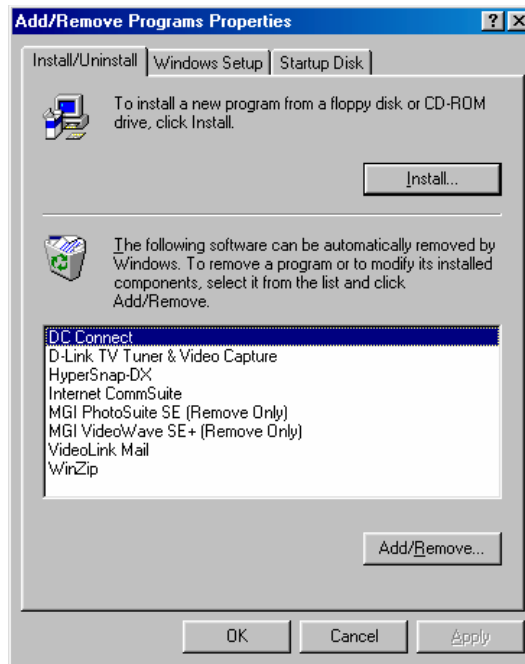 Add/Remove Programs Properties
Install/Uninstall Windows Setup Startup Disk
To install a new program from a floppy disk or CD-ROM
drive, click Install.
Install...
The following software can be automatically removed by
Windows. To remove a program or to modify its installed
components, select it from the list and click
Add/Remove.
DC Connect
D-Link TV Tuner & Video Capture
HyperSnap-DX
Internet CommSuite
MGI PhotoSuite SE (Remove Only)
MGI VideoWave SE+ (Remove Only)
VideoLink Mail
WinZip
Add/Remove...
OK Cancel Apply